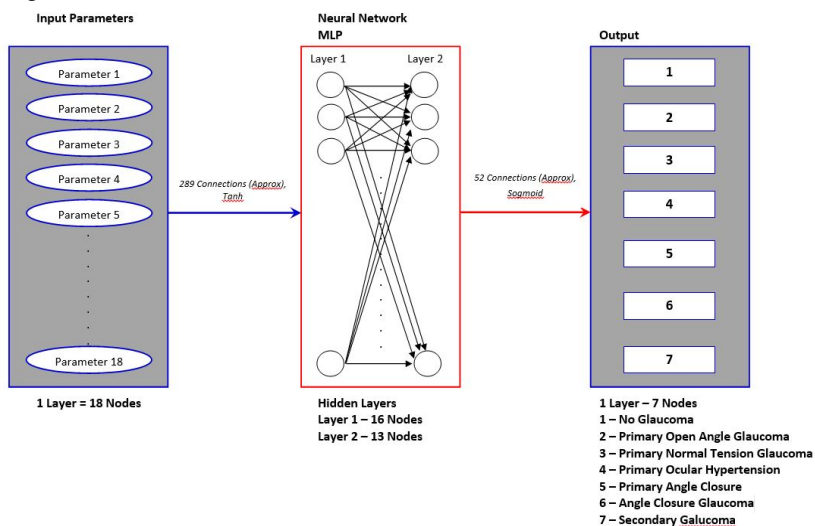 Input Parameters
Parameter 1
Parameter 2
Parameter 3
Parameter 4
Parameter 5
Parameter 18
1 Layer = 18 Nodes
289 Connections (Approx),
Tanh
Neural Network
MLP
Layer 1
Layer 2
Hidden Layers
Layer 1 – 16 Nodes
Layer 2 – 13 Nodes
52 Connections (Approx),
Sogmoid
Output
1
2
3
4
5
6
7
1 Layer – 7 Nodes
1 – No Glaucoma
2 – Primary Open Angle Glaucoma
3 – Primary Normal Tension Glaucoma
4 – Primary Ocular Hypertension
5 – Primary Angle Closure
6 – Angle Closure Glaucoma
7 – Secondary Galucoma